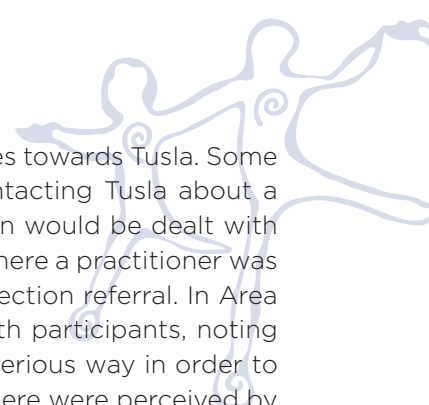 es towards Tusla. Some
ntacting Tusla about a
n would be dealt with
here a practitioner was
ection referral. In Area
th participants, noting
erious way in order to
ere were perceived by